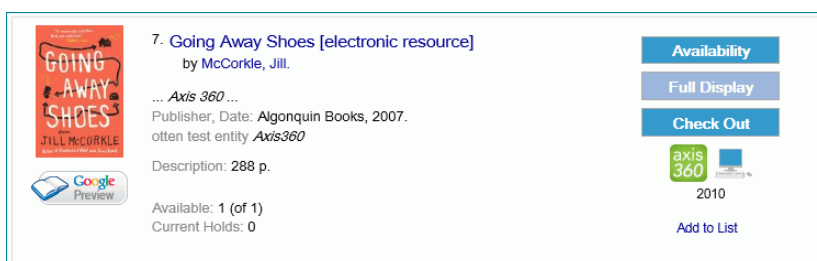 7. Going Away Shoes [electronic resource]
by McCorkle, Jill.
... Axis 360 ...
Publisher, Date: Algonquin Books, 2007.
otten test entity Axis360
Description: 288 p.
Available: 1 (of 1)
Current Holds: 0
GOING
AWAY
SHOES
JILL McCORKLE
Google
Preview
Availability
Full Display
Check Out
axis
360
2010
Add to List